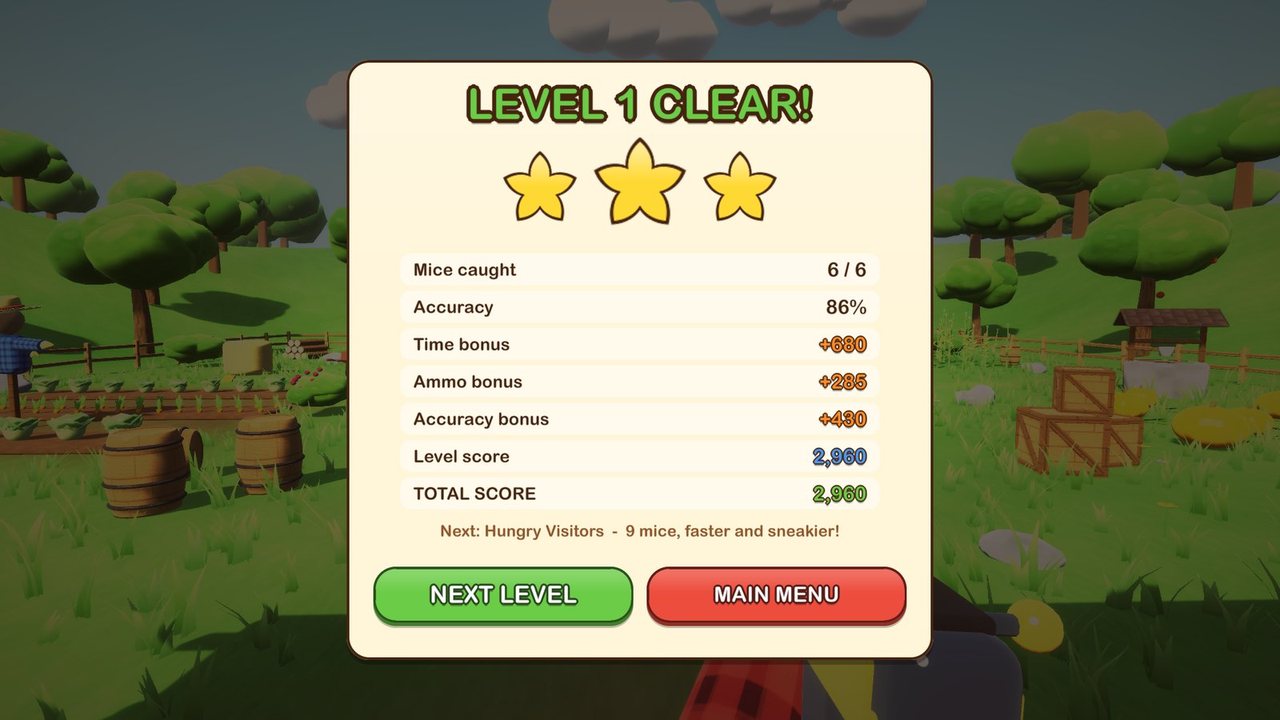 LEVEL 1 CLEAR!
Mice caught 6 / 6
Accuracy 86%
Time bonus +680
Ammo bonus +285
Accuracy bonus +430
Level score 2,960
TOTAL SCORE 2,960
Next: Hungry Visitors - 9 mice, faster and sneakier!
NEXT LEVEL MAIN MENU